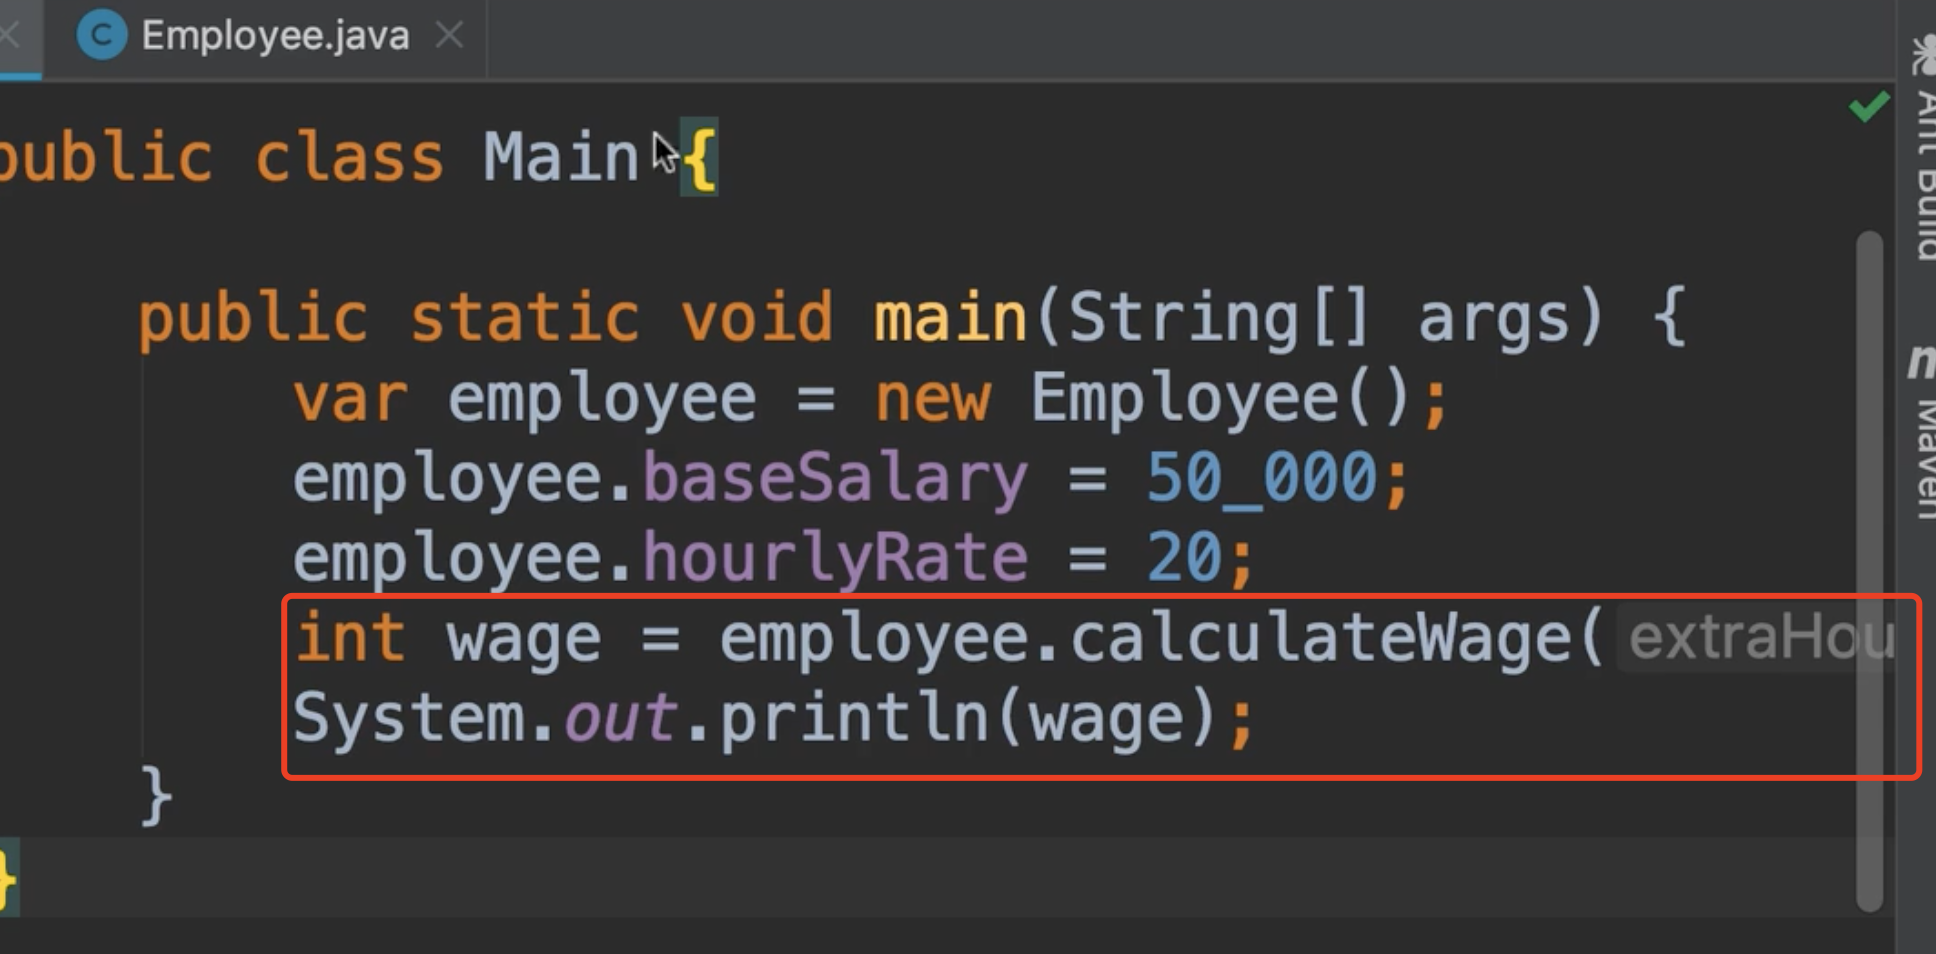 Employee.java
public class Main {
public static void main(String[] args) {
var employee = new Employee();
employee.baseSalary = 50_000;
employee.hourlyRate = 20;
int wage = employee.calculateWage( extraHou
System.out.println(wage);
}
}
Ant Build
m Maven